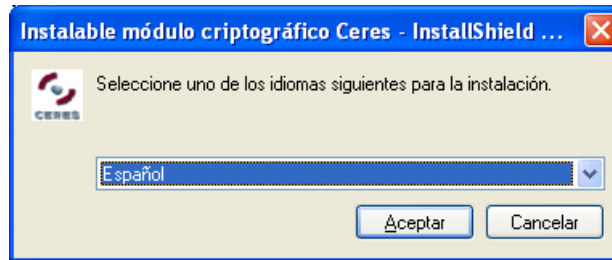 Instalable módulo criptográfico Ceres - InstallShield ...
Seleccione uno de los idiomas siguientes para la instalación.
CERES
Español
Aceptar Cancelar